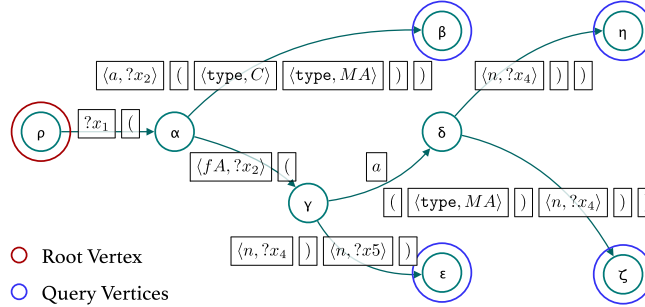 β
η
⟨a, ?x₂⟩ ( ⟨type, C⟩ ⟨type, MA⟩ ) )
⟨n, ?x₄⟩ ) )
ρ
?x₁ (
α
δ
⟨fA, ?x₂⟩ (
a
γ
( ⟨type, MA⟩ ) ⟨n, ?x₄⟩ )
⟨n, ?x₄ ) ⟨n, ?x5⟩ )
Root Vertex
ε
ζ
Query Vertices